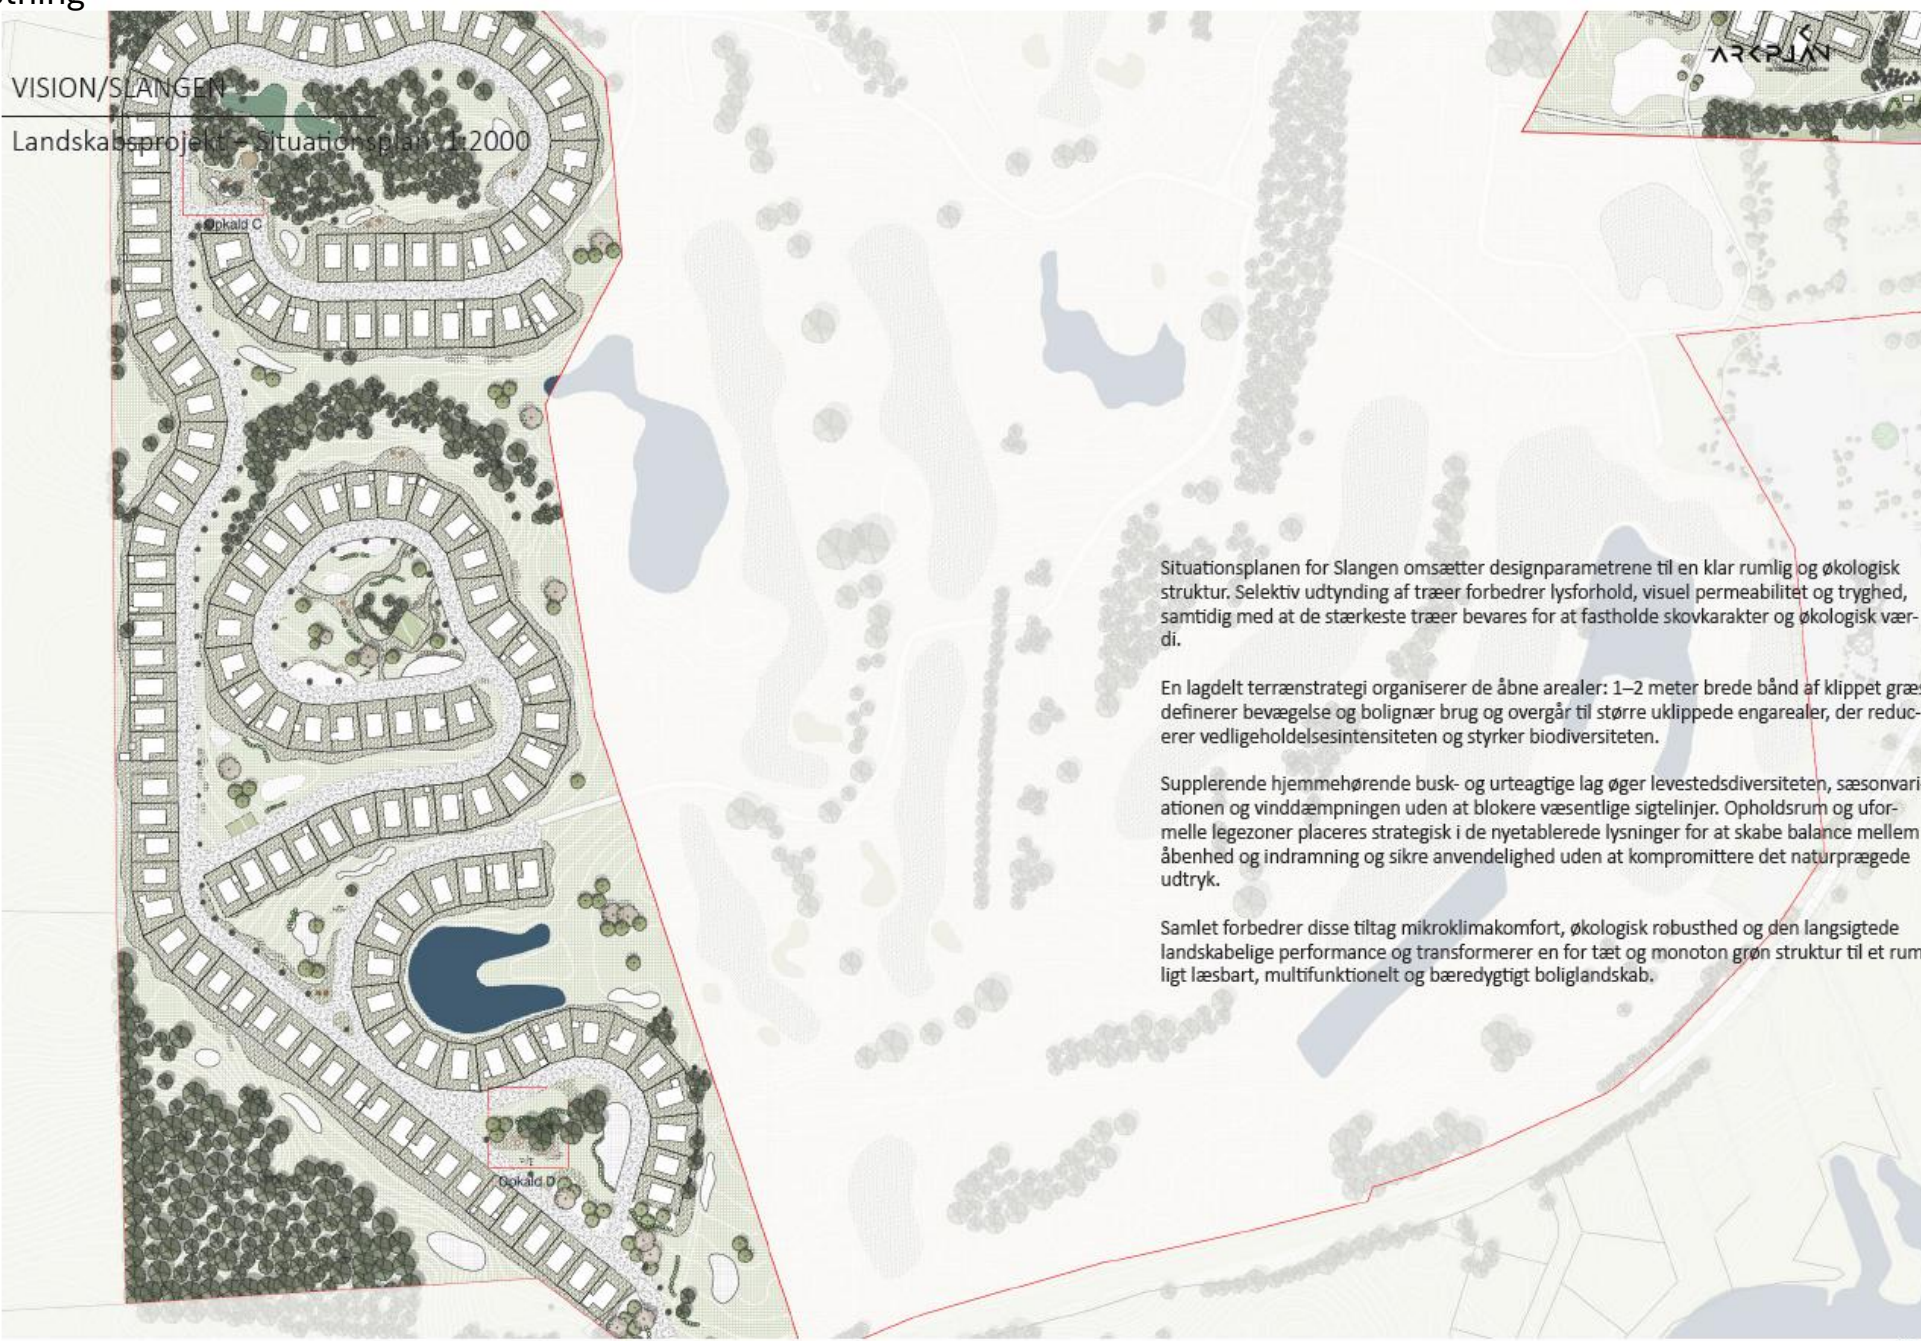 VISION/SLANGEN
Landskabsprojekt – Situationsplan 1:2000
ARKPLAN
Opkald C
Situationsplanen for Slangen omsætter designparametrene til en klar rumlig og økologisk
struktur. Selektiv udtynding af træer forbedrer lysforhold, visuel permeabilitet og tryghed,
samtidig med at de stærkeste træer bevares for at fastholde skovkarakter og økologisk vær-
di.
En lagdelt terrænstrategi organiserer de åbne arealer: 1–2 meter brede bånd af klippet græs
definerer bevægelse og bolignær brug og overgår til større uklippede engarealer, der reduc-
erer vedligeholdelsesintensiteten og styrker biodiversiteten.
Supplerende hjemmehørende busk- og urteagtige lag øger levestedsdiversiteten, sæsonvari
ationen og vinddæmpningen uden at blokere væsentlige sigtelinjer. Opholdsrum og ufor-
melle legezoner placeres strategisk i de nyetablerede lysninger for at skabe balance mellem
åbenhed og indramning og sikre anvendelighed uden at kompromittere det naturprægede
udtryk.
Samlet forbedrer disse tiltag mikroklimakomfort, økologisk robusthed og den langsigtede
landskabelige performance og transformerer en for tæt og monoton grøn struktur til et rum
ligt læsbart, multifunktionelt og bæredygtigt boliglandskab.
Opkald D